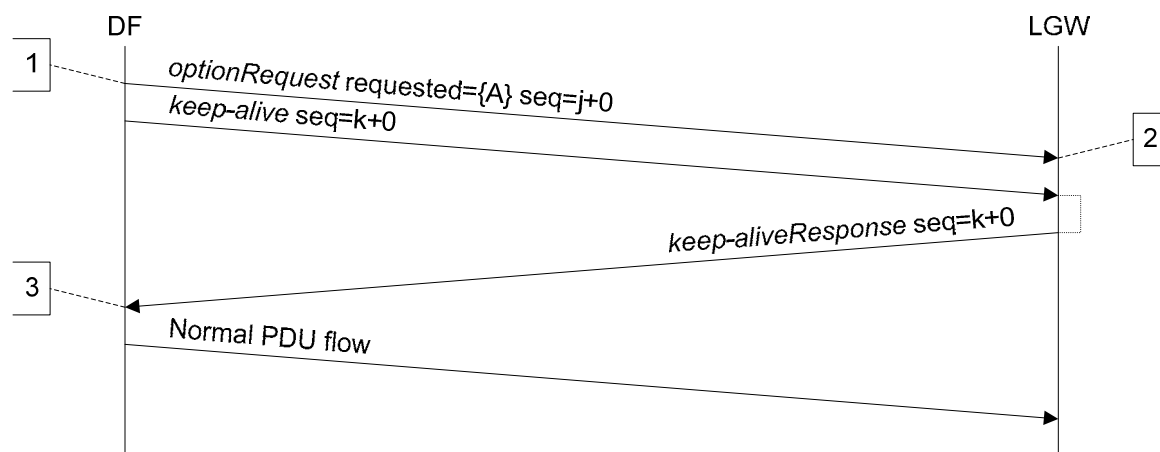 DF
LGW
1
optionRequest requested={A} seq=j+0
keep-alive seq=k+0
2
keep-aliveResponse seq=k+0
3
Normal PDU flow